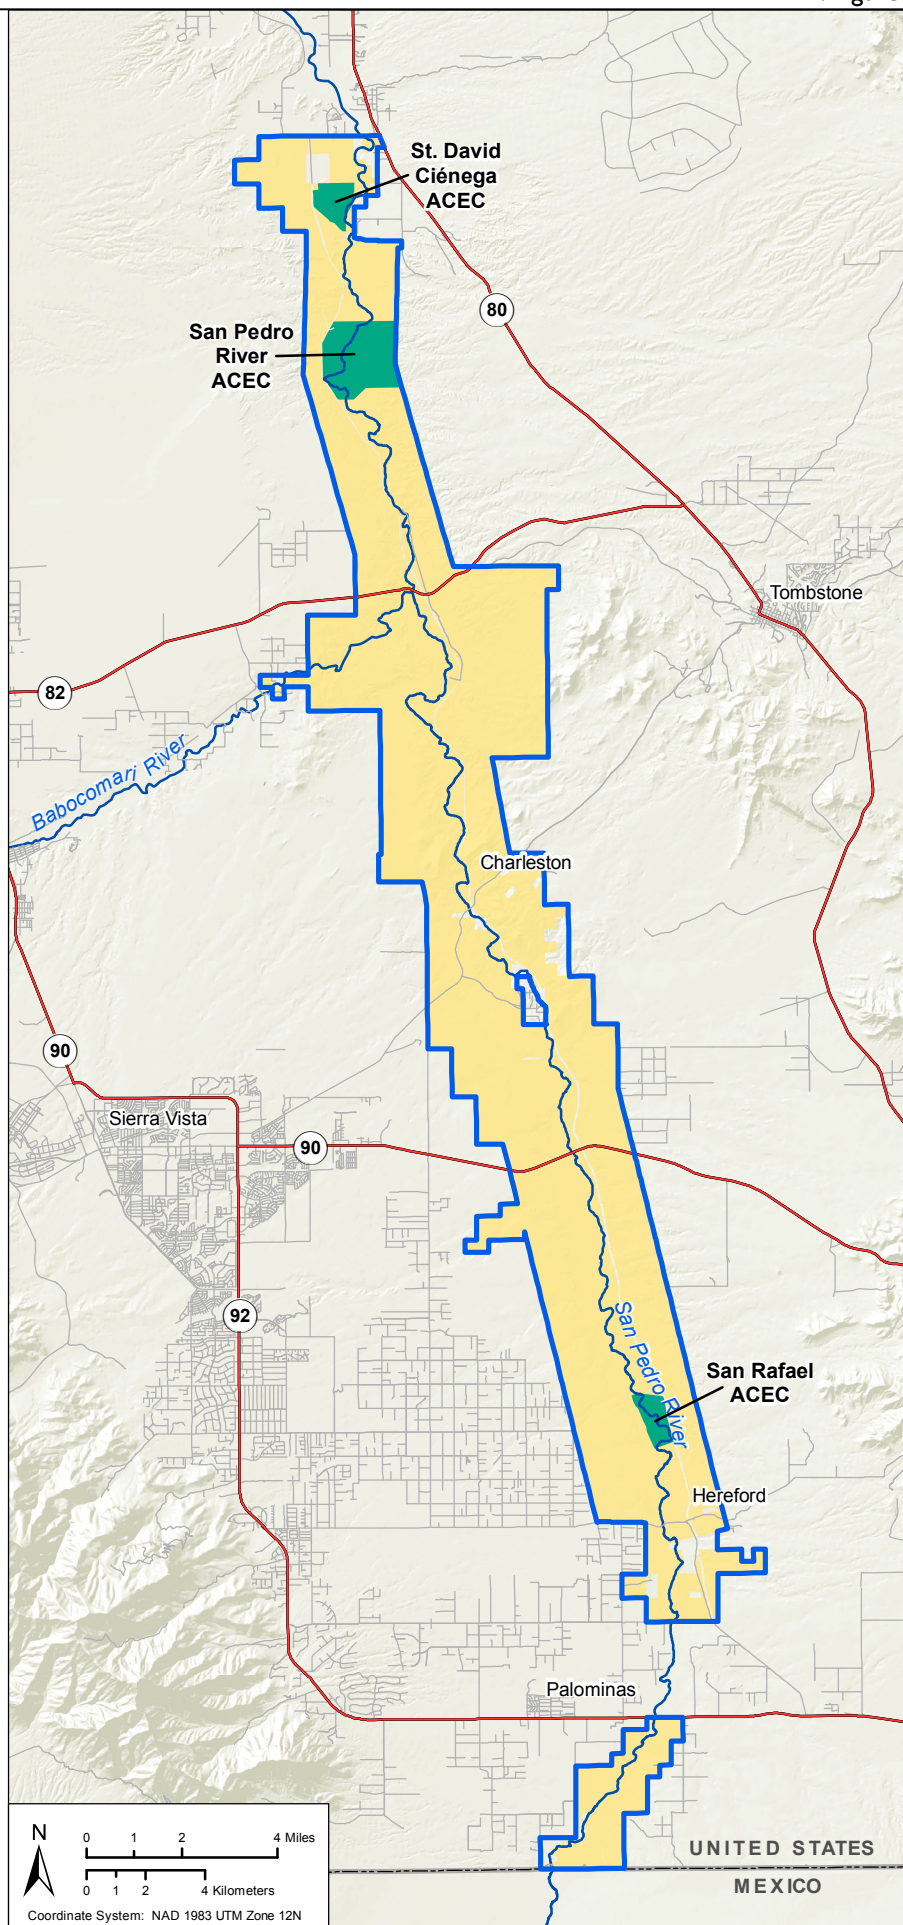 St. David
Ciénega
ACEC
80
San Pedro
River
ACEC
Tombstone
82
Babocomari River
Charleston
90
Sierra Vista
90
92
San Pedro River
San Rafael
ACEC
Hereford
Palominas
N
0 1 2 4 Miles
0 1 2 4 Kilometers
Coordinate System: NAD 1983 UTM Zone 12N
UNITED STATES
MEXICO